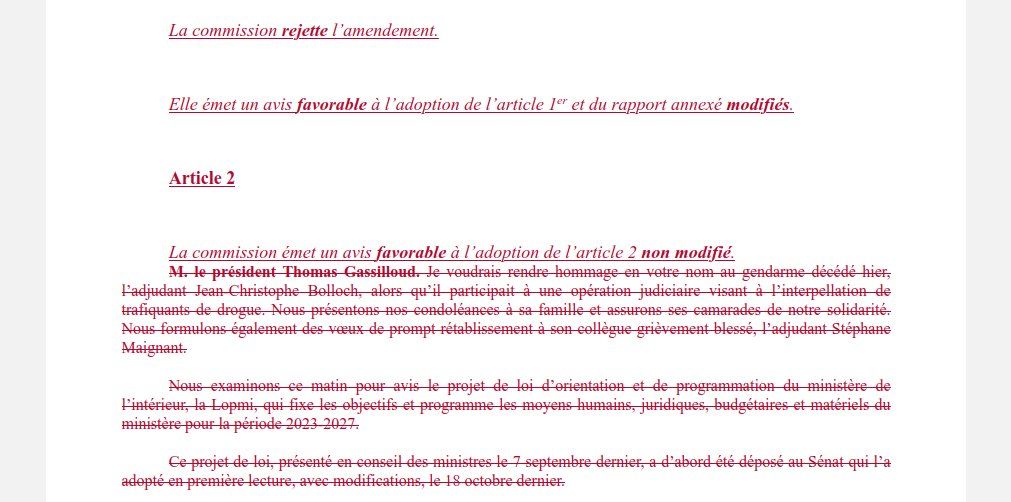 La commission rejette l’amendement.
Elle émet un avis favorable à l’adoption de l’article 1er et du rapport annexé modifiés.
Article 2
La commission émet un avis favorable à l’adoption de l’article 2 non modifié.
M. le président Thomas Gassilloud. Je voudrais rendre hommage en votre nom au gendarme décédé hier,
l’adjudant Jean-Christophe Bolloch, alors qu’il participait à une opération judiciaire visant à l’interpellation de
trafiquants de drogue. Nous présentons nos condoléances à sa famille et assurons ses camarades de notre solidarité.
Nous formulons également des vœux de prompt rétablissement à son collègue grièvement blessé, l’adjudant Stéphane
Maignant.
Nous examinons ce matin pour avis le projet de loi d’orientation et de programmation du ministère de
l’intérieur, la Lopmi, qui fixe les objectifs et programme les moyens humains, juridiques, budgétaires et matériels du
ministère pour la période 2023-2027.
Ce projet de loi, présenté en conseil des ministres le 7 septembre dernier, a d’abord été déposé au Sénat qui l’a
adopté en première lecture, avec modifications, le 18 octobre dernier.